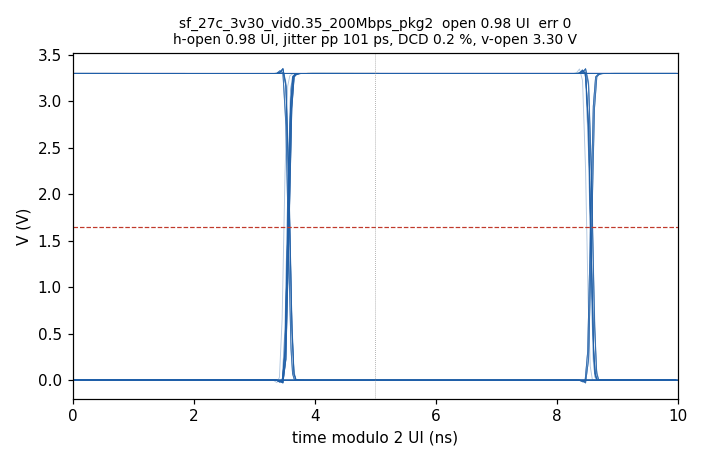 sf_27c_3v30_vid0.35_200Mbps_pkg2  open 0.98 UI  err 0
h-open 0.98 UI, jitter pp 101 ps, DCD 0.2 %, v-open 3.30 V
3.5
3.0
2.5
2.0
1.5
1.0
0.5
0.0
V (V)
0 2 4 6 8 10
time modulo 2 UI (ns)